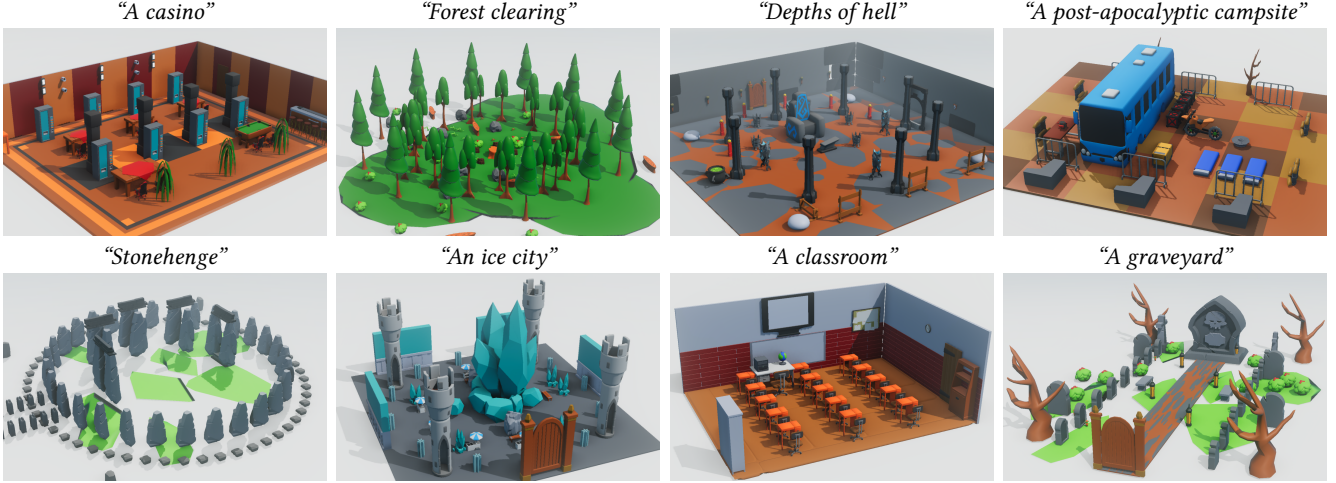 “A casino”
“Forest clearing”
“Depths of hell”
“A post-apocalyptic campsite”
“Stonehenge”
“An ice city”
“A classroom”
“A graveyard”